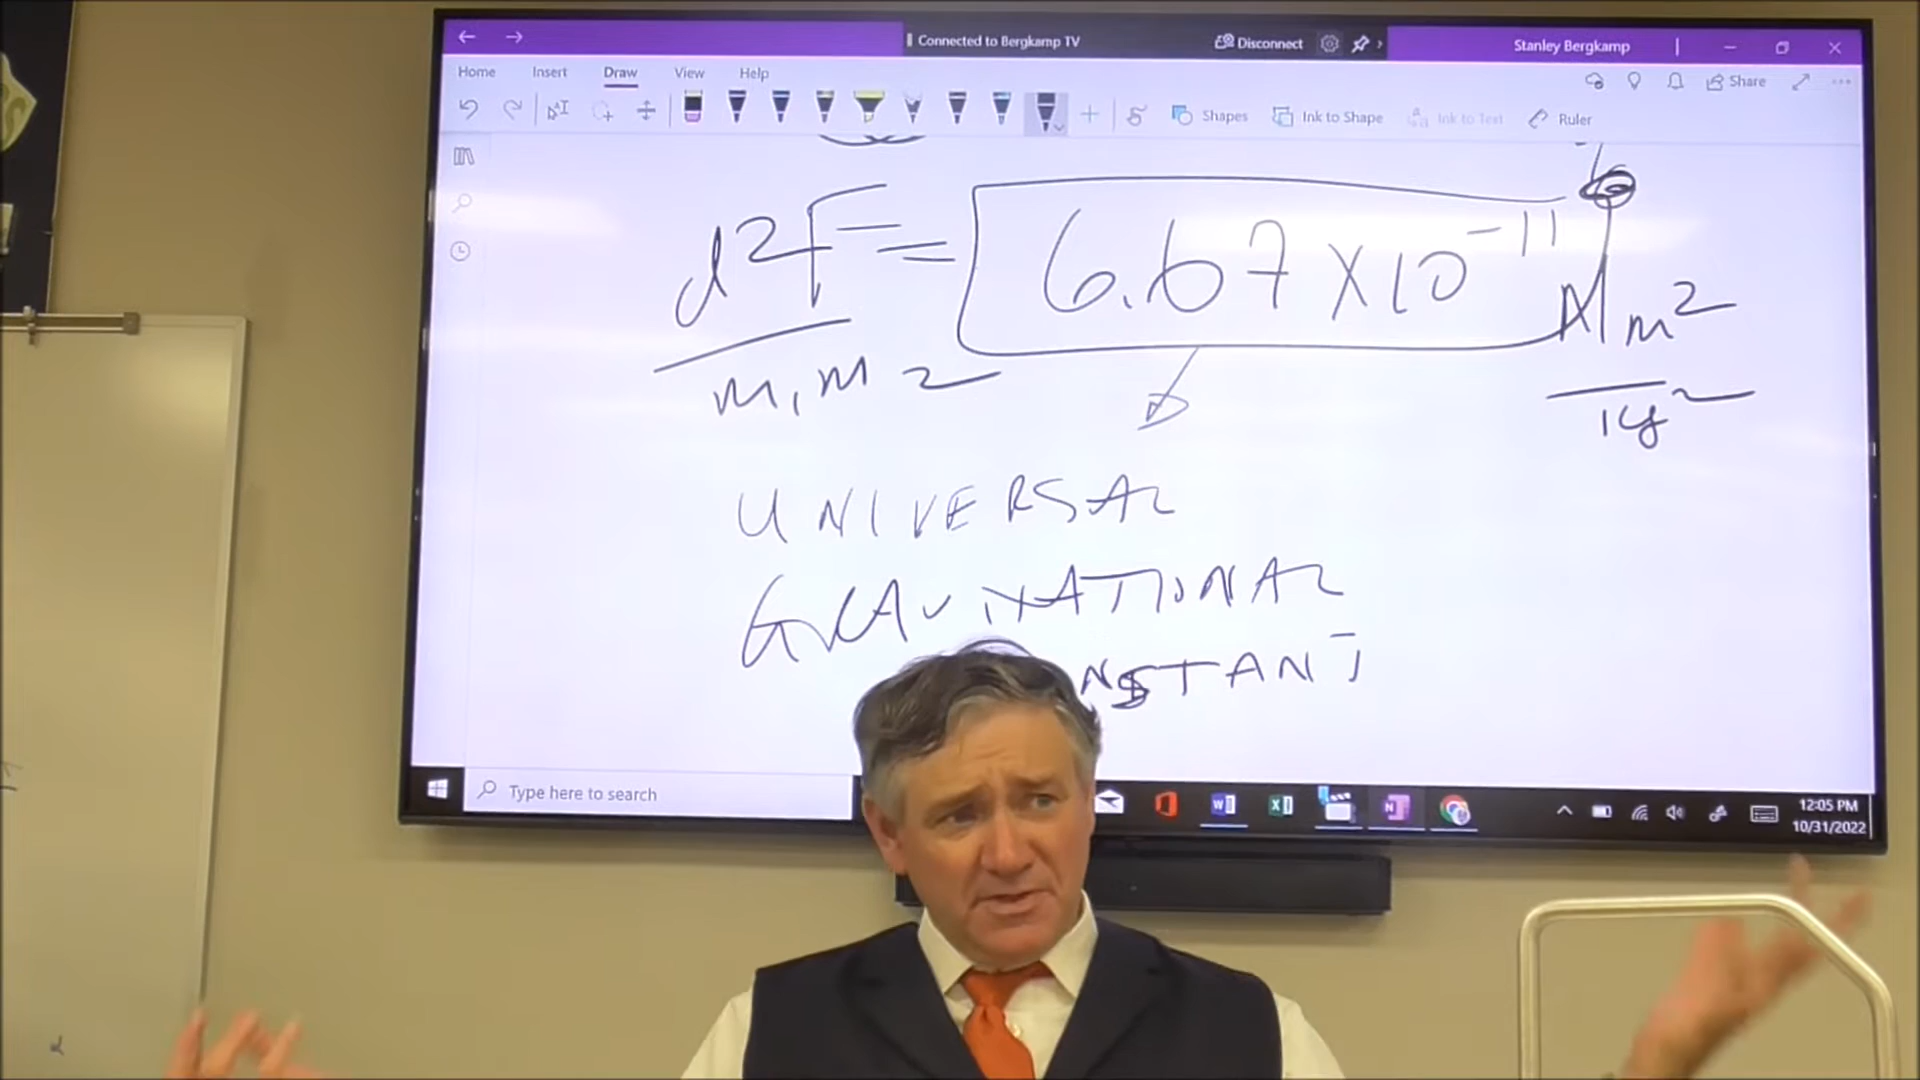 Connected to Bergkamp TV
Disconnect
Stanley Bergkamp
Home Insert Draw View Help
Share
Shapes Ink to Shape Ink to Text Ruler
d²F = 6.67 x 10⁻¹¹ N m²
m₁m₂ kg²
UNIVERSAL
GRAVITATIONAL
NSTANT
Type here to search
12:05 PM
10/31/2022